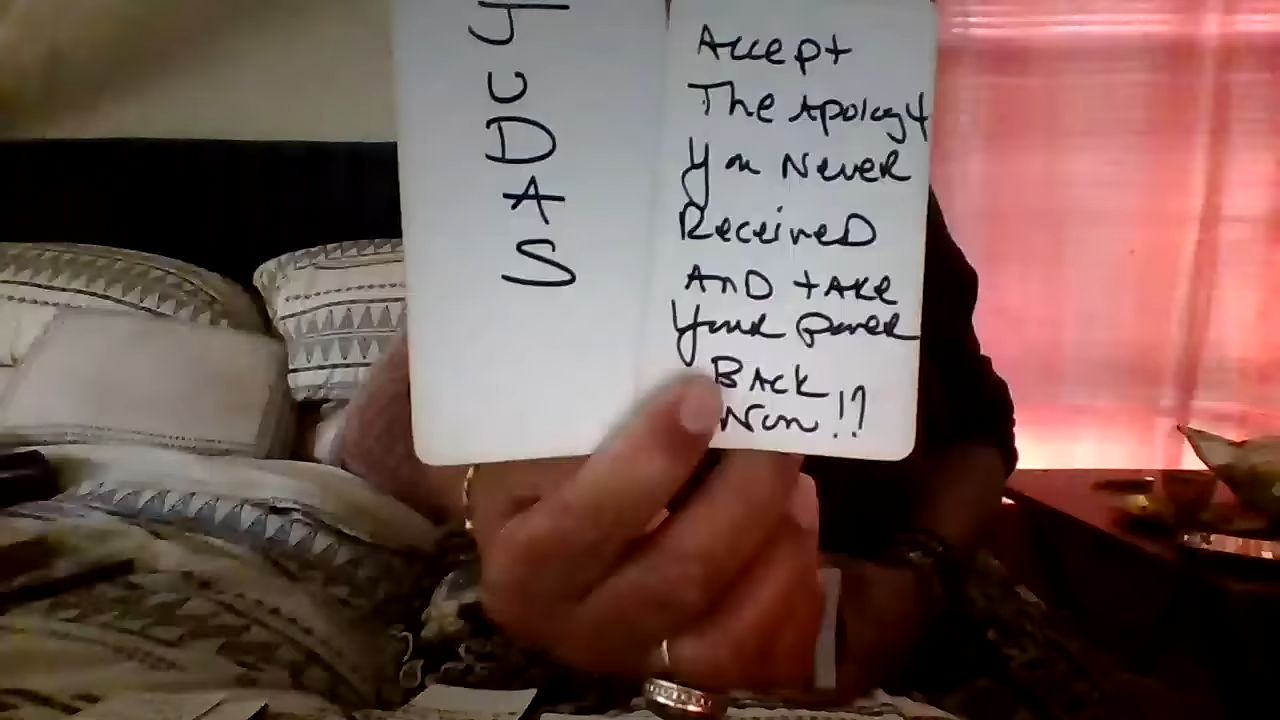 JUDAS
Accept
The Apology
You Never
Received
And take
Your power
Back
Now!?